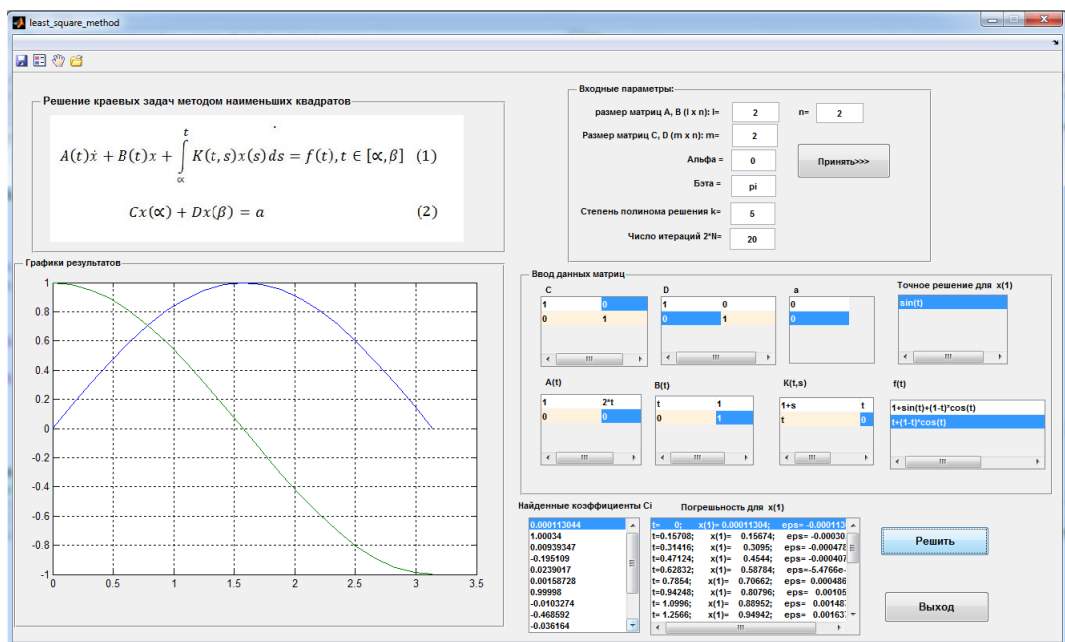 least_square_method
Решение краевых задач методом наименьших квадратов
A(t)ẋ + B(t)x + ∫ K(t,s)x(s)ds = f(t), t ∈ [∝,β] (1)
t
∝
Cx(∝) + Dx(β) = a (2)
Входные параметры:
размер матриц A, B (l x n): l= 2 n= 2
Размер матриц C, D (m x n): m= 2
Альфа = 0
Бэта = pi
Степень полинома решения k= 5
Число итераций 2*N= 20
Принять>>>
Графики результатов
1
0.8
0.6
0.4
0.2
0
-0.2
-0.4
-0.6
-0.8
-1
0 0.5 1 1.5 2 2.5 3 3.5
Ввод данных матриц
C D a Точное решение для x(1)
1 0 1 0 0 sin(t)
0 1 0 1 0
A(t) B(t) K(t,s) f(t)
1 2*t t 1 1+s t 1+sin(t)+(1-t)*cos(t)
0 0 0 1 t 0 t+(1-t)*cos(t)
Найденные коэффициенты Ci
0.000113044
1.00034
0.00939347
-0.195109
0.0239017
0.00158728
0.99998
-0.0103274
-0.468592
-0.036164
Погрешность для x(1)
t= 0; x(1)= 0.00011304; eps= -0.000113
t=0.15708; x(1)= 0.15674; eps= -0.00030
t=0.31416; x(1)= 0.3095; eps= -0.000478
t=0.47124; x(1)= 0.4544; eps= -0.000407
t=0.62832; x(1)= 0.58784; eps=-5.4766e-
t= 0.7854; x(1)= 0.70662; eps= 0.000486
t=0.94248; x(1)= 0.80796; eps= 0.00105
t= 1.0996; x(1)= 0.88952; eps= 0.00148
t= 1.2566; x(1)= 0.94942; eps= 0.00163
Решить
Выход